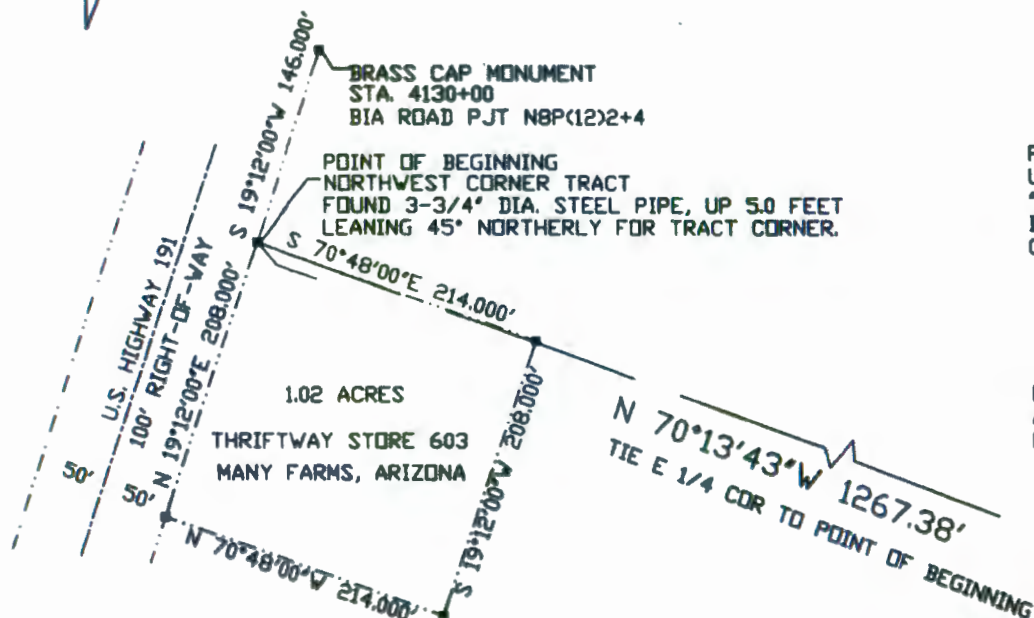 S 19°12'00"W 146.000'
BRASS CAP MONUMENT
STA. 4130+00
BIA ROAD PJT N8P(12)2+4
POINT OF BEGINNING
NORTHWEST CORNER TRACT
FOUND 3-3/4" DIA. STEEL PIPE, UP 5.0 FEET
LEANING 45° NORTHERLY FOR TRACT CORNER.
S 70°48'00"E 214.000'
U.S. HIGHWAY 191
100' RIGHT-OF-WAY
N 19°12'00"E 208.000'
50'
50'
1.02 ACRES
THRIFTWAY STORE 603
MANY FARMS, ARIZONA
S 19°12'00"W 208.000'
N 70°48'00"W 214.000'
N 70°13'43"W 1267.38'
TIE E 1/4 COR TO POINT OF BEGINNING